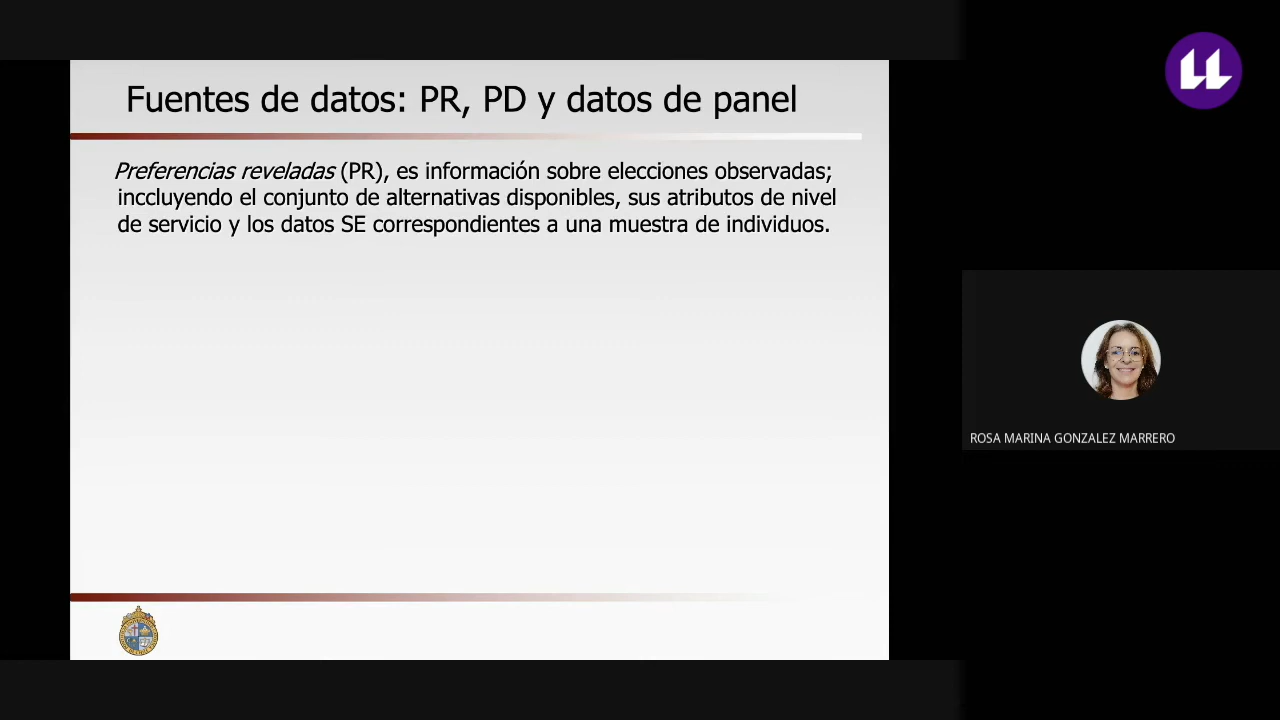 Fuentes de datos: PR, PD y datos de panel
Preferencias reveladas (PR), es información sobre elecciones observadas;
inccluyendo el conjunto de alternativas disponibles, sus atributos de nivel
de servicio y los datos SE correspondientes a una muestra de individuos.
ROSA MARINA GONZALEZ MARRERO